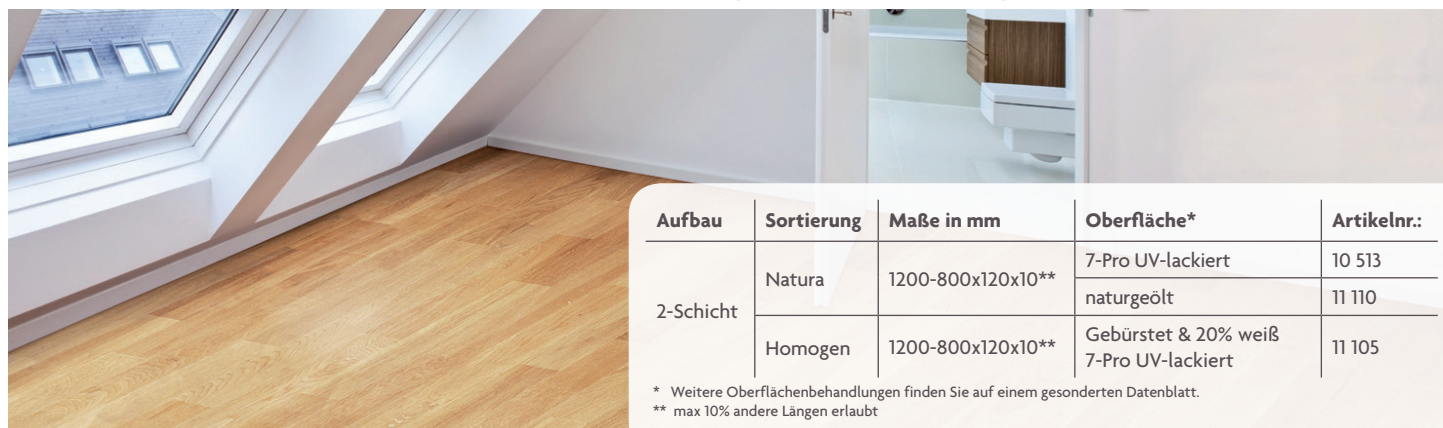 Aufbau Sortierung Maße in mm Oberfläche* Artikelnr.:
2-Schicht Natura 1200-800x120x10** 7-Pro UV-lackiert 10 513
naturgeölt 11 110
Homogen 1200-800x120x10** Gebürstet & 20% weiß
7-Pro UV-lackiert 11 105
* Weitere Oberflächenbehandlungen finden Sie auf einem gesonderten Datenblatt.
** max 10% andere Längen erlaubt